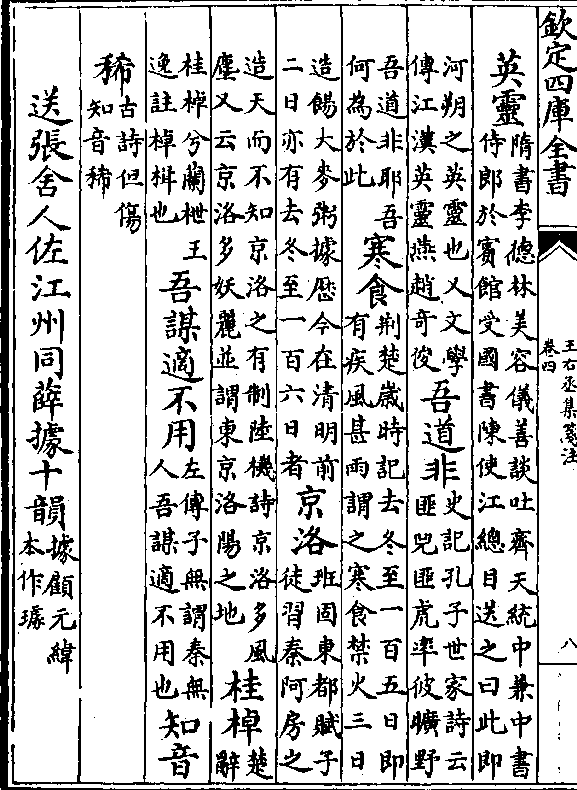 欽定四庫全書
王右丞集箋注
卷四
八
英靈
隋書李德林美容儀善談吐齊天統中兼中書
侍郎於賓館受國書陳使江總目送之曰此即
河朔之英靈也又文學
傳江漢英靈燕趙奇俊
吾道非
史記孔子世家詩云
匪兕匪虎率彼曠野
吾道非耶吾
何為於此
寒食
荆楚歲時記去冬至一百五日即
有疾風甚雨謂之寒食禁火三日
造餳大麥粥據歴今在清明前
二日亦有去冬至一百六日者
京洛
班固東都賦子
徒習秦阿房之
造天而不知京洛之有制陸機詩京洛多風
塵又云京洛多妖麗並謂東京洛陽之地
桂棹
楚
辭
桂棹兮蘭枻王
逸註棹楫也
吾謀適不用
左傳子無謂秦無
人吾謀適不用也
知音
稀
古詩但傷
知音稀
送張舍人佐江州同薛據十韻
據顧元緯
本作璩